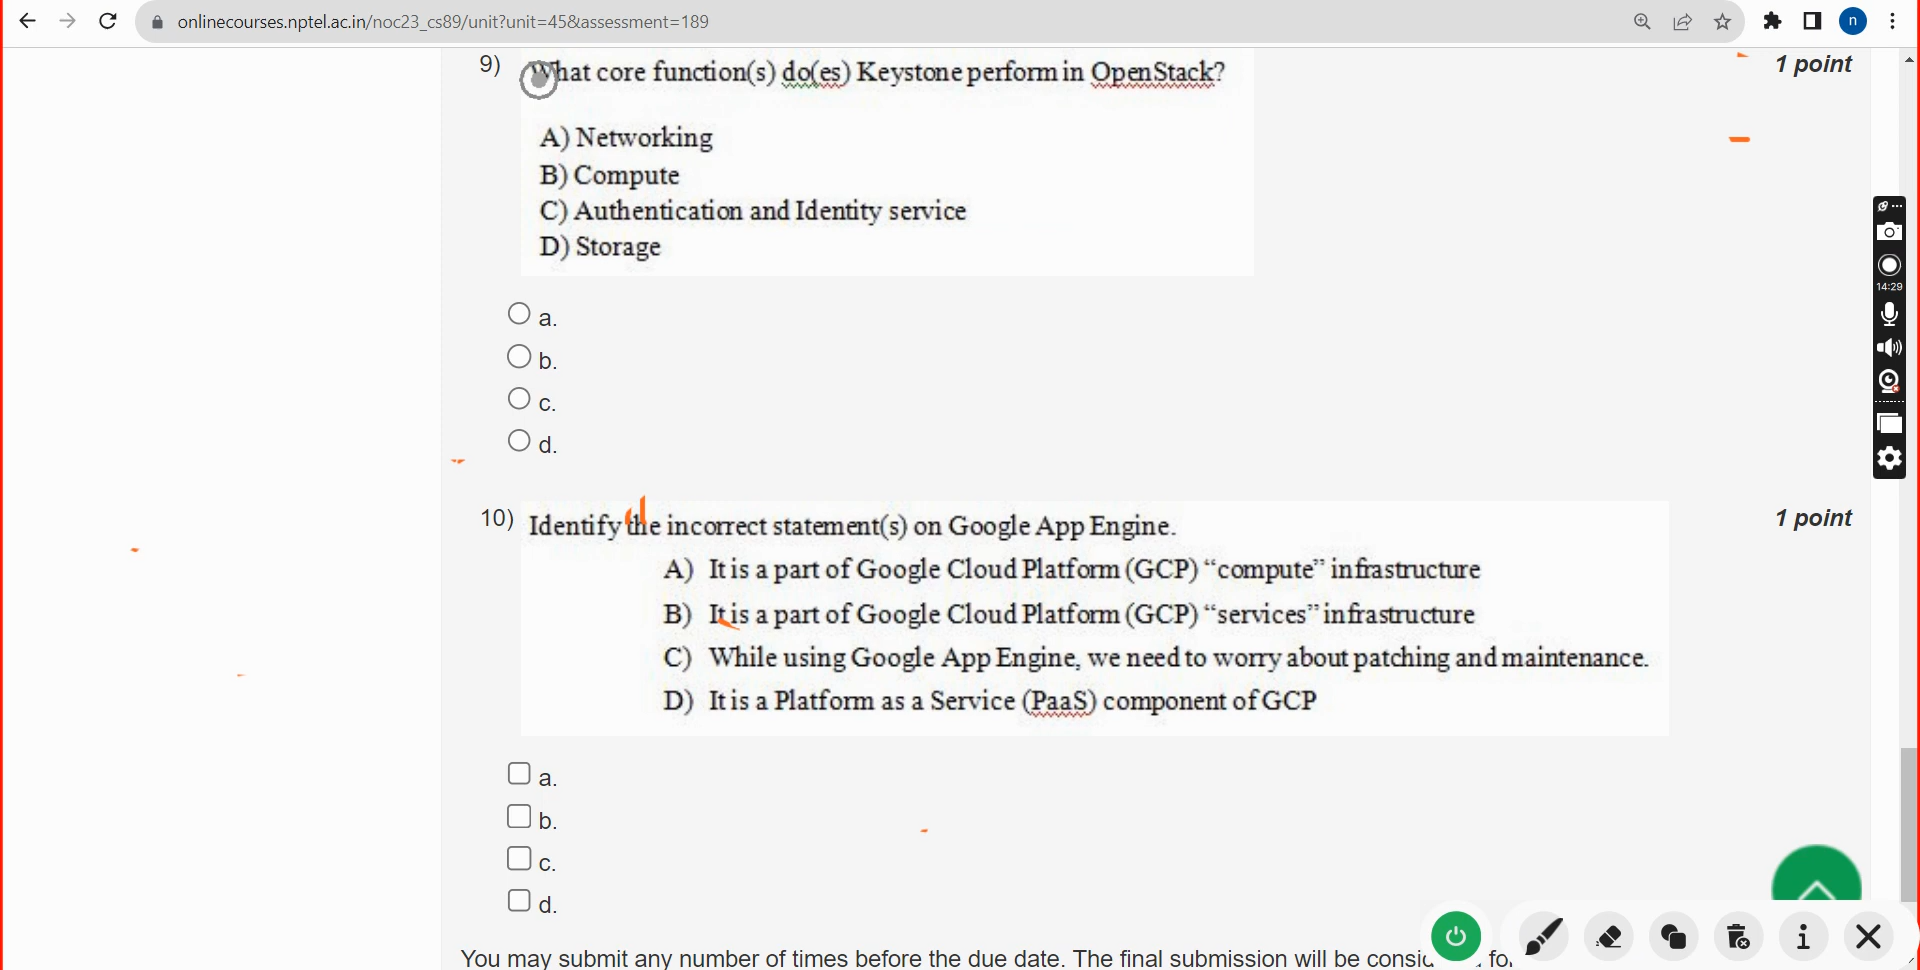 onlinecourses.nptel.ac.in/noc23_cs89/unit?unit=45&assessment=189
n
9) What core function(s) do(es) Keystone perform in OpenStack?
1 point
A) Networking
B) Compute
C) Authentication and Identity service
D) Storage
14:29
a.
b.
c.
d.
10) Identify the incorrect statement(s) on Google App Engine.
1 point
A) It is a part of Google Cloud Platform (GCP) “compute” infrastructure
B) It is a part of Google Cloud Platform (GCP) “services” infrastructure
C) While using Google App Engine, we need to worry about patching and maintenance.
D) It is a Platform as a Service (PaaS) component of GCP
a.
b.
c.
d.
You may submit any number of times before the due date. The final submission will be